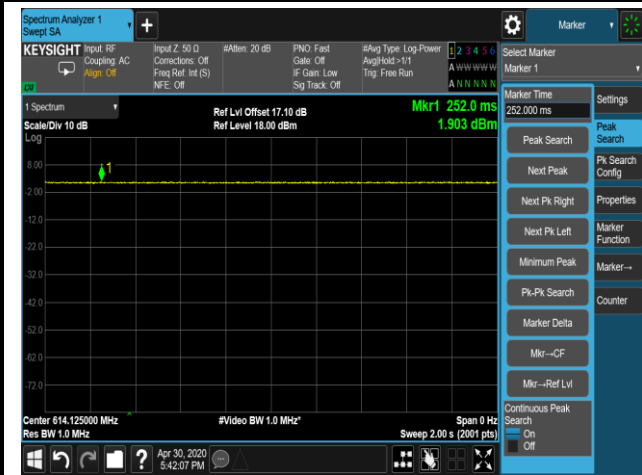 Spectrum Analyzer 1
Swept SA
+
Marker
KEYSIGHT
Input: RF
Coupling: AC
Align: Off
Input Z: 50 Ω
Corrections: Off
Freq Ref: Int (S)
NFE: Off
#Atten: 20 dB
PNO: Fast
Gate: Off
IF Gain: Low
Sig Track: Off
#Avg Type: Log-Power
Avg|Hold:>1/1
Trig: Free Run
1 2 3 4 5 6
A W W W W W
A N N N N N
Select Marker
Marker 1
1 Spectrum
Scale/Div 10 dB
Log
Ref Lvl Offset 17.10 dB
Ref Level 18.00 dBm
Mkr1 252.0 ms
1.903 dBm
8.00
-2.00
-12.0
-22.0
-32.0
-42.0
-52.0
-62.0
-72.0
1
Center 614.125000 MHz
Res BW 1.0 MHz
#Video BW 1.0 MHz*
Span 0 Hz
Sweep 2.00 s (2001 pts)
Marker Time
252.000 ms
Peak Search
Next Peak
Next Pk Right
Next Pk Left
Minimum Peak
Pk-Pk Search
Marker Delta
Mkr→CF
Mkr→Ref Lvl
Continuous Peak
Search
On
Off
Settings
Peak
Search
Pk Search
Config
Properties
Marker
Function
Marker→
Counter
?
Apr 30, 2020
5:42:07 PM